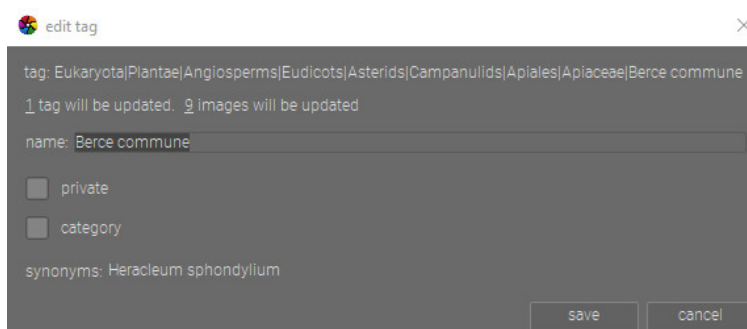 edit tag
tag: Eukaryota|Plantae|Angiosperms|Eudicots|Asterids|Campanulids|Apiales|Apiaceae|Berce commune
1 tag will be updated. 9 images will be updated
name: Berce commune
private
category
synonyms: Heracleum sphondylium
save cancel